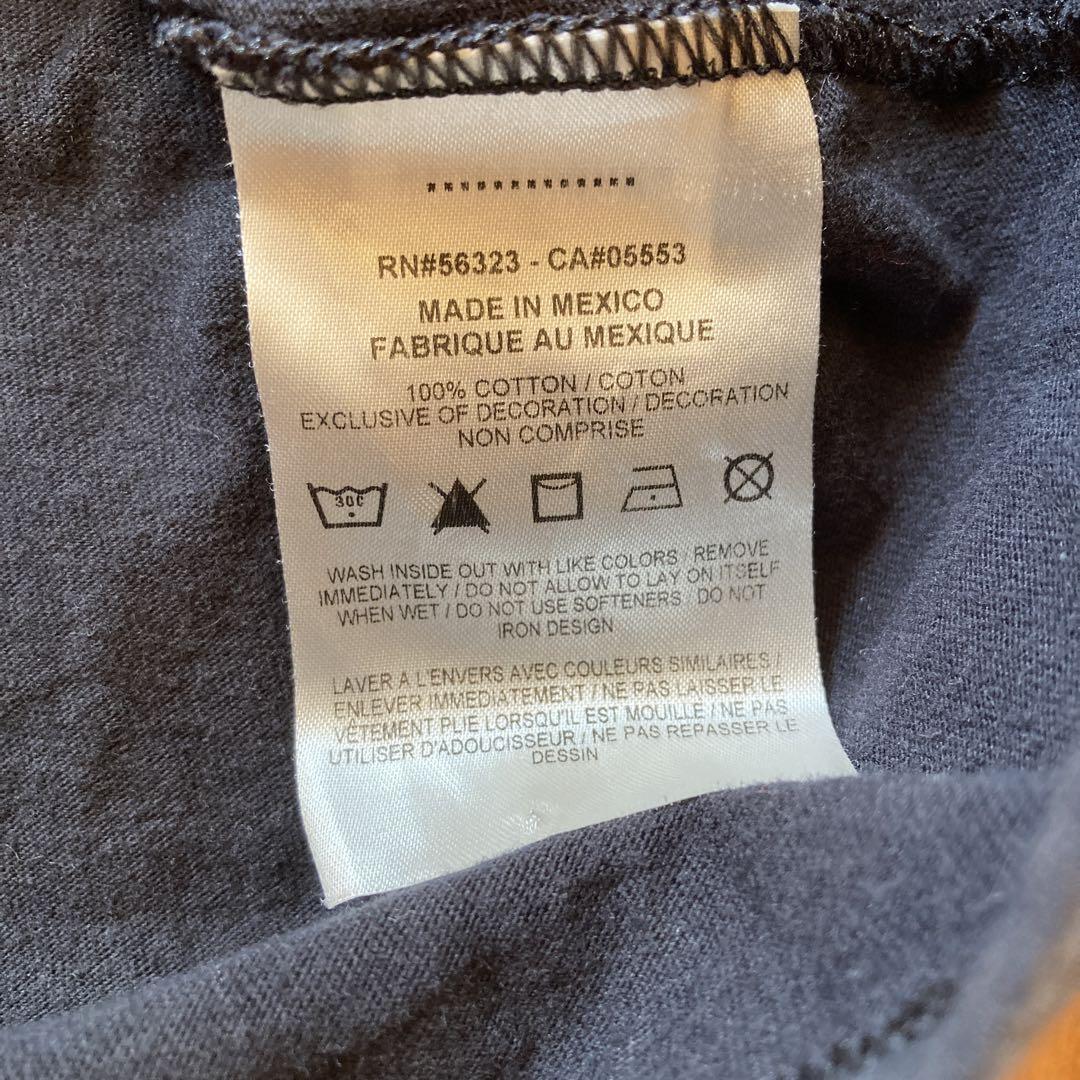 RN#56323 - CA#05553
MADE IN MEXICO
FABRIQUE AU MEXIQUE
100% COTTON / COTON
EXCLUSIVE OF DECORATION / DECORATION
NON COMPRISE
30C
WASH INSIDE OUT WITH LIKE COLORS REMOVE
IMMEDIATELY / DO NOT ALLOW TO LAY ON ITSELF
WHEN WET / DO NOT USE SOFTENERS DO NOT
IRON DESIGN
LAVER A L'ENVERS AVEC COULEURS SIMILAIRES /
ENLEVER IMMEDIATEMENT / NE PAS LAISSER LE
VÊTEMENT PLIE LORSQU'IL EST MOUILLE / NE PAS
UTILISER D'ADOUCISSEUR / NE PAS REPASSER LE
DESSIN